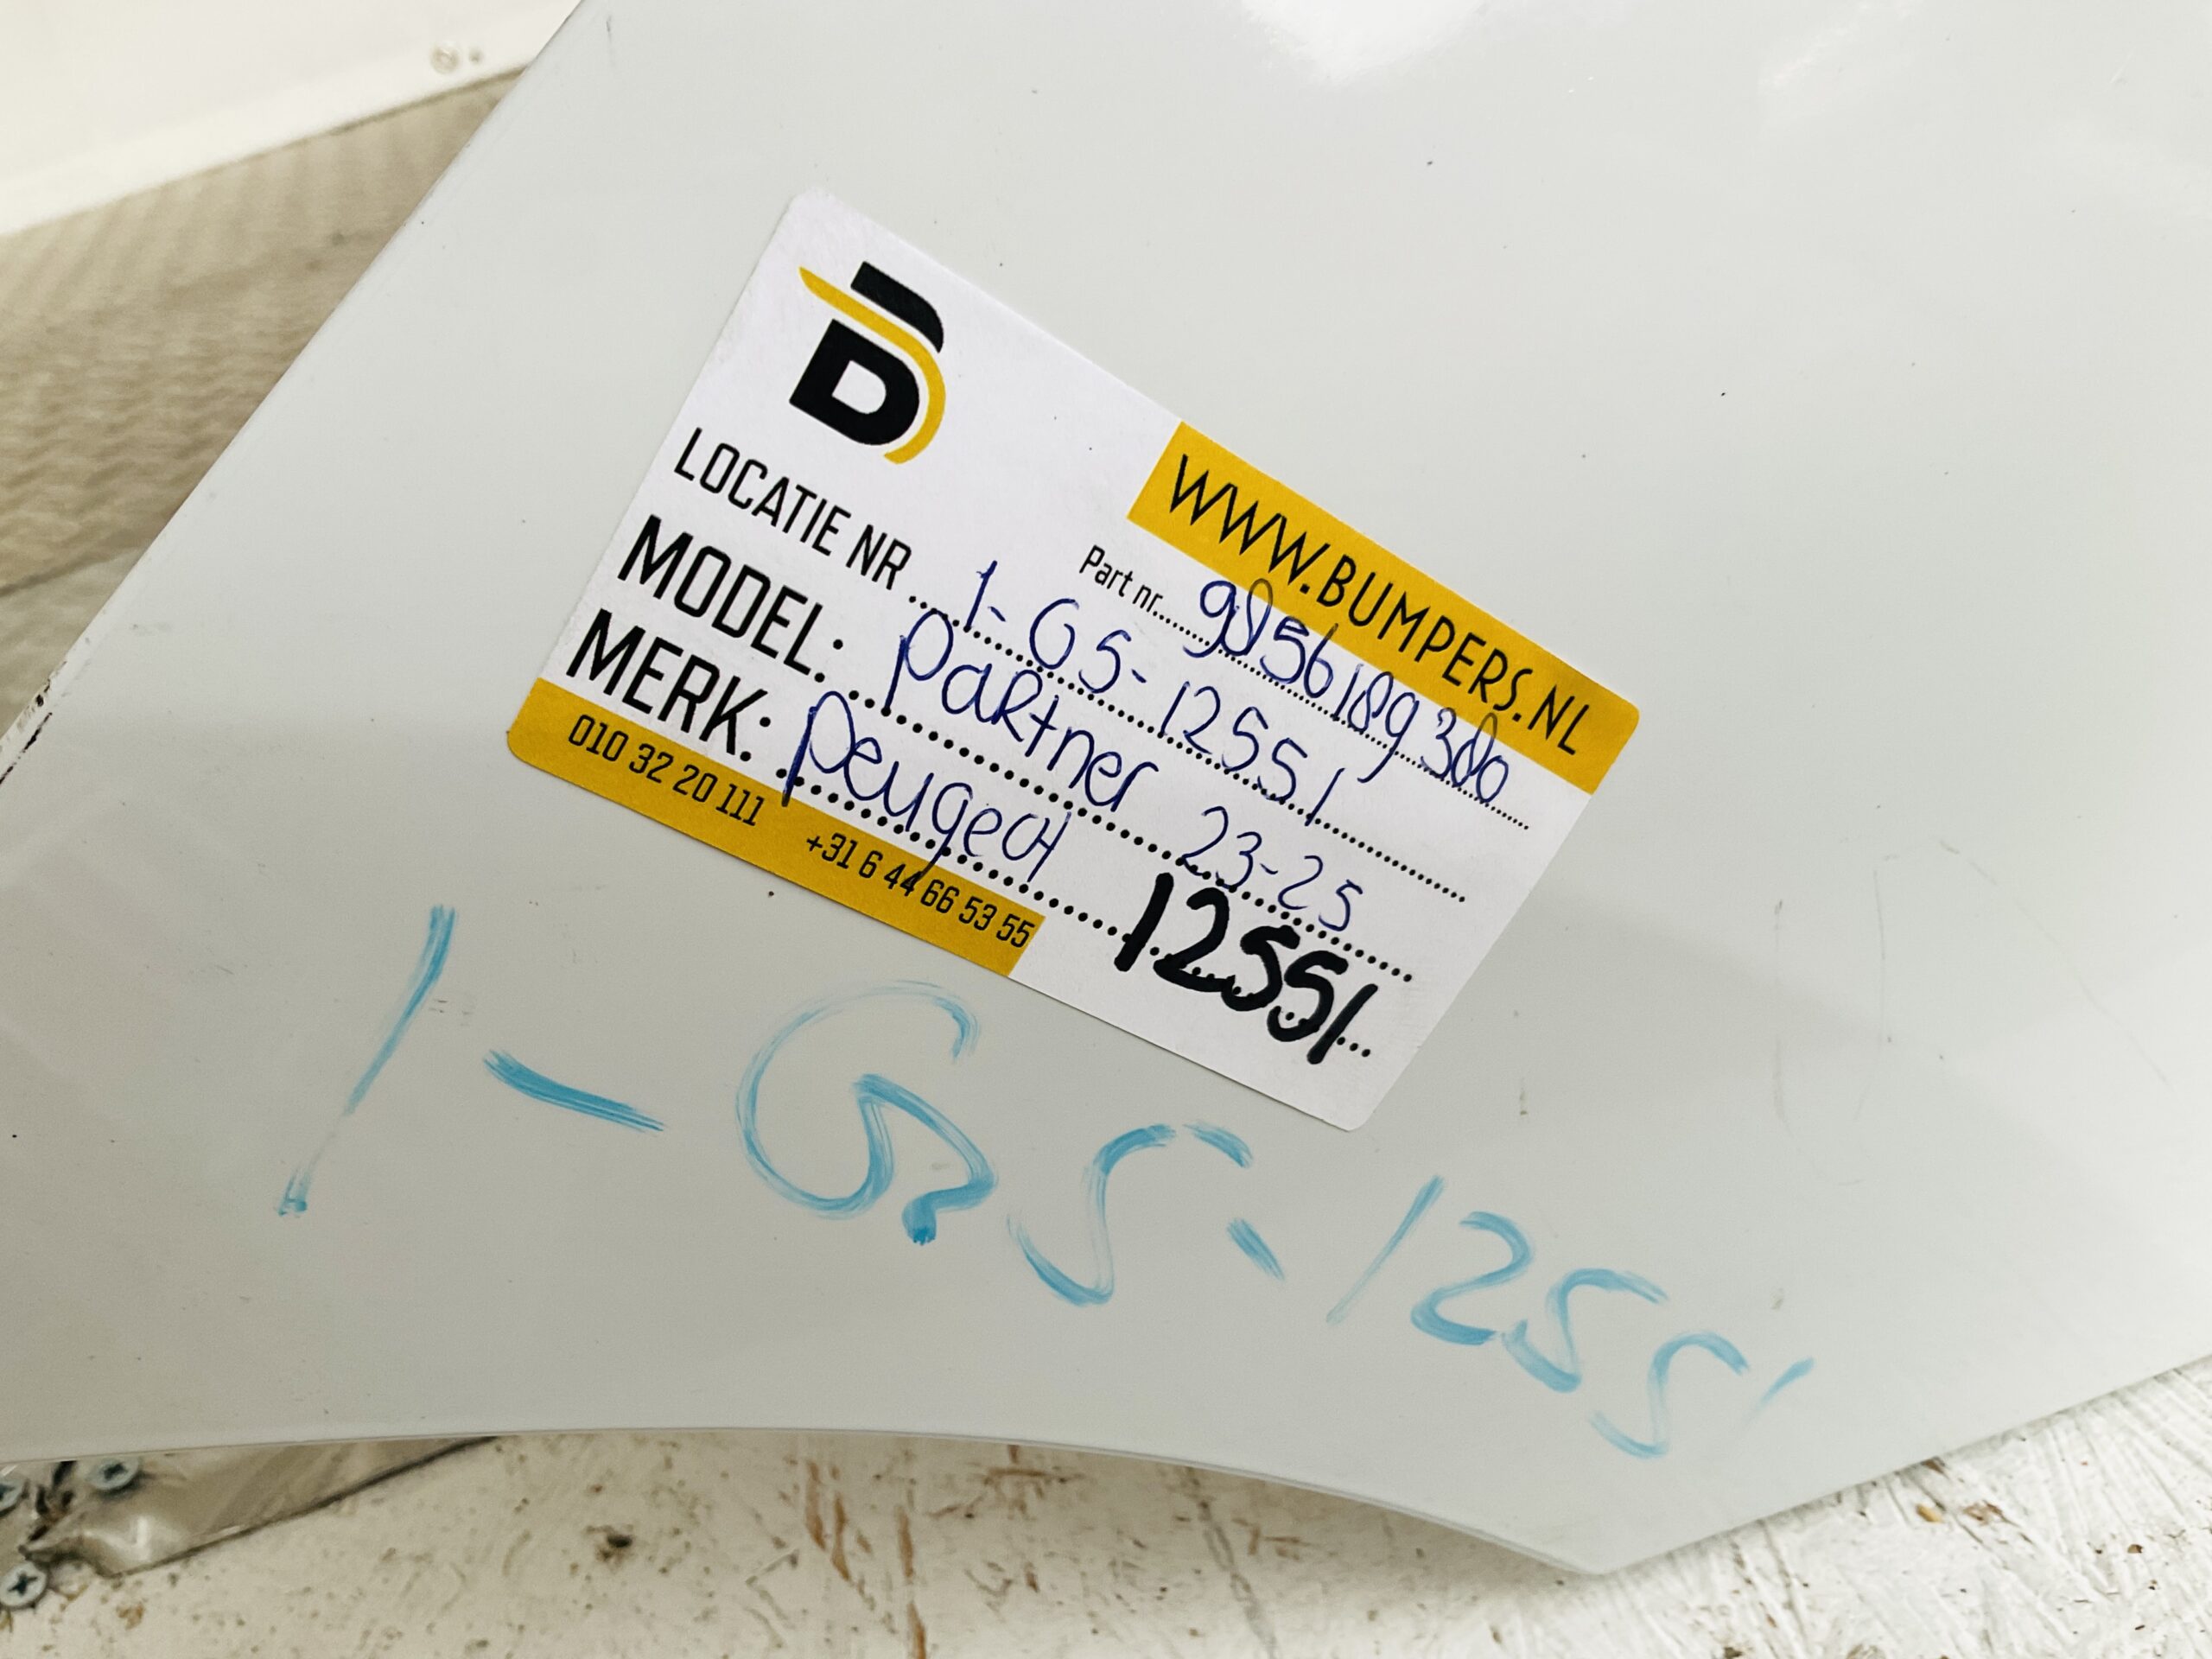 B
WWW.BUMPERS.NL
Part nr. 9856189380
LOCATIE NR 1-G5-12551
MODEL: Partner 23-25
MERK: Peugeot 12551
010 32 20 111 +31 6 44 66 53 55
1-G5-12551